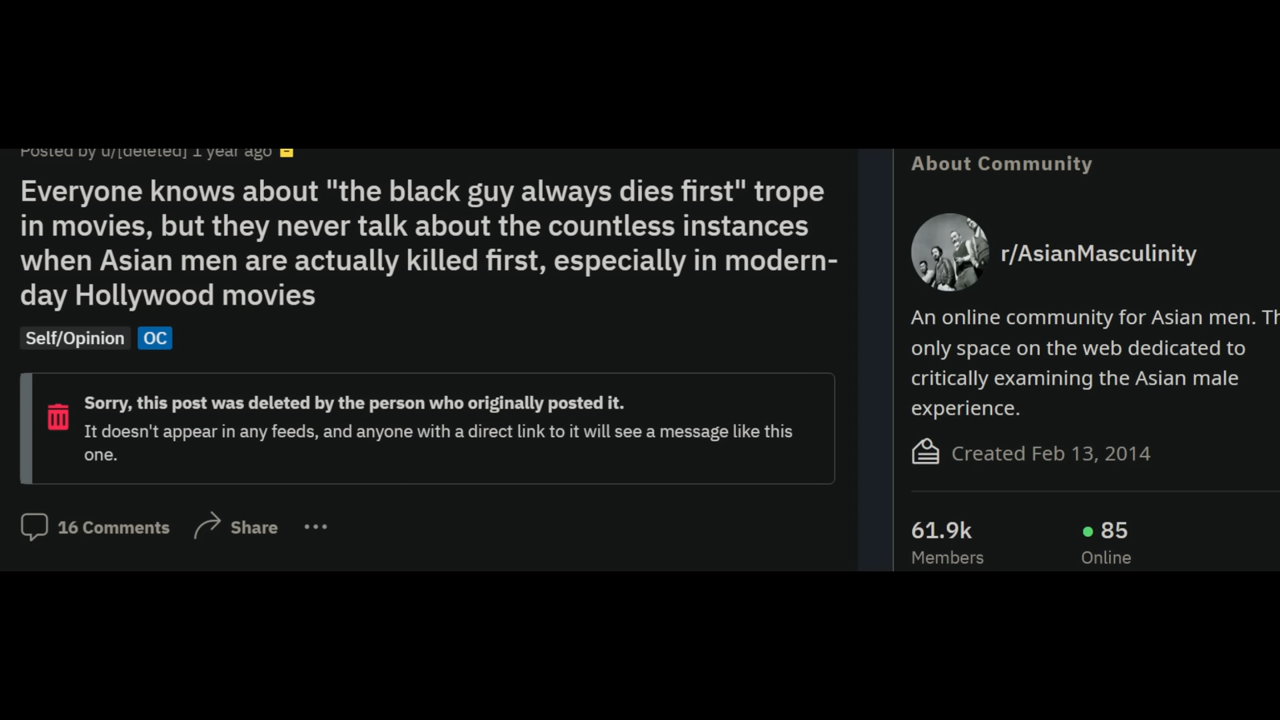 Posted by u/[deleted] 1 year ago
Everyone knows about "the black guy always dies first" trope
in movies, but they never talk about the countless instances
when Asian men are actually killed first, especially in modern-
day Hollywood movies
Self/Opinion OC
Sorry, this post was deleted by the person who originally posted it.
It doesn't appear in any feeds, and anyone with a direct link to it will see a message like this
one.
16 Comments Share
About Community
r/AsianMasculinity
An online community for Asian men. Th
only space on the web dedicated to
critically examining the Asian male
experience.
Created Feb 13, 2014
61.9k 85
Members Online